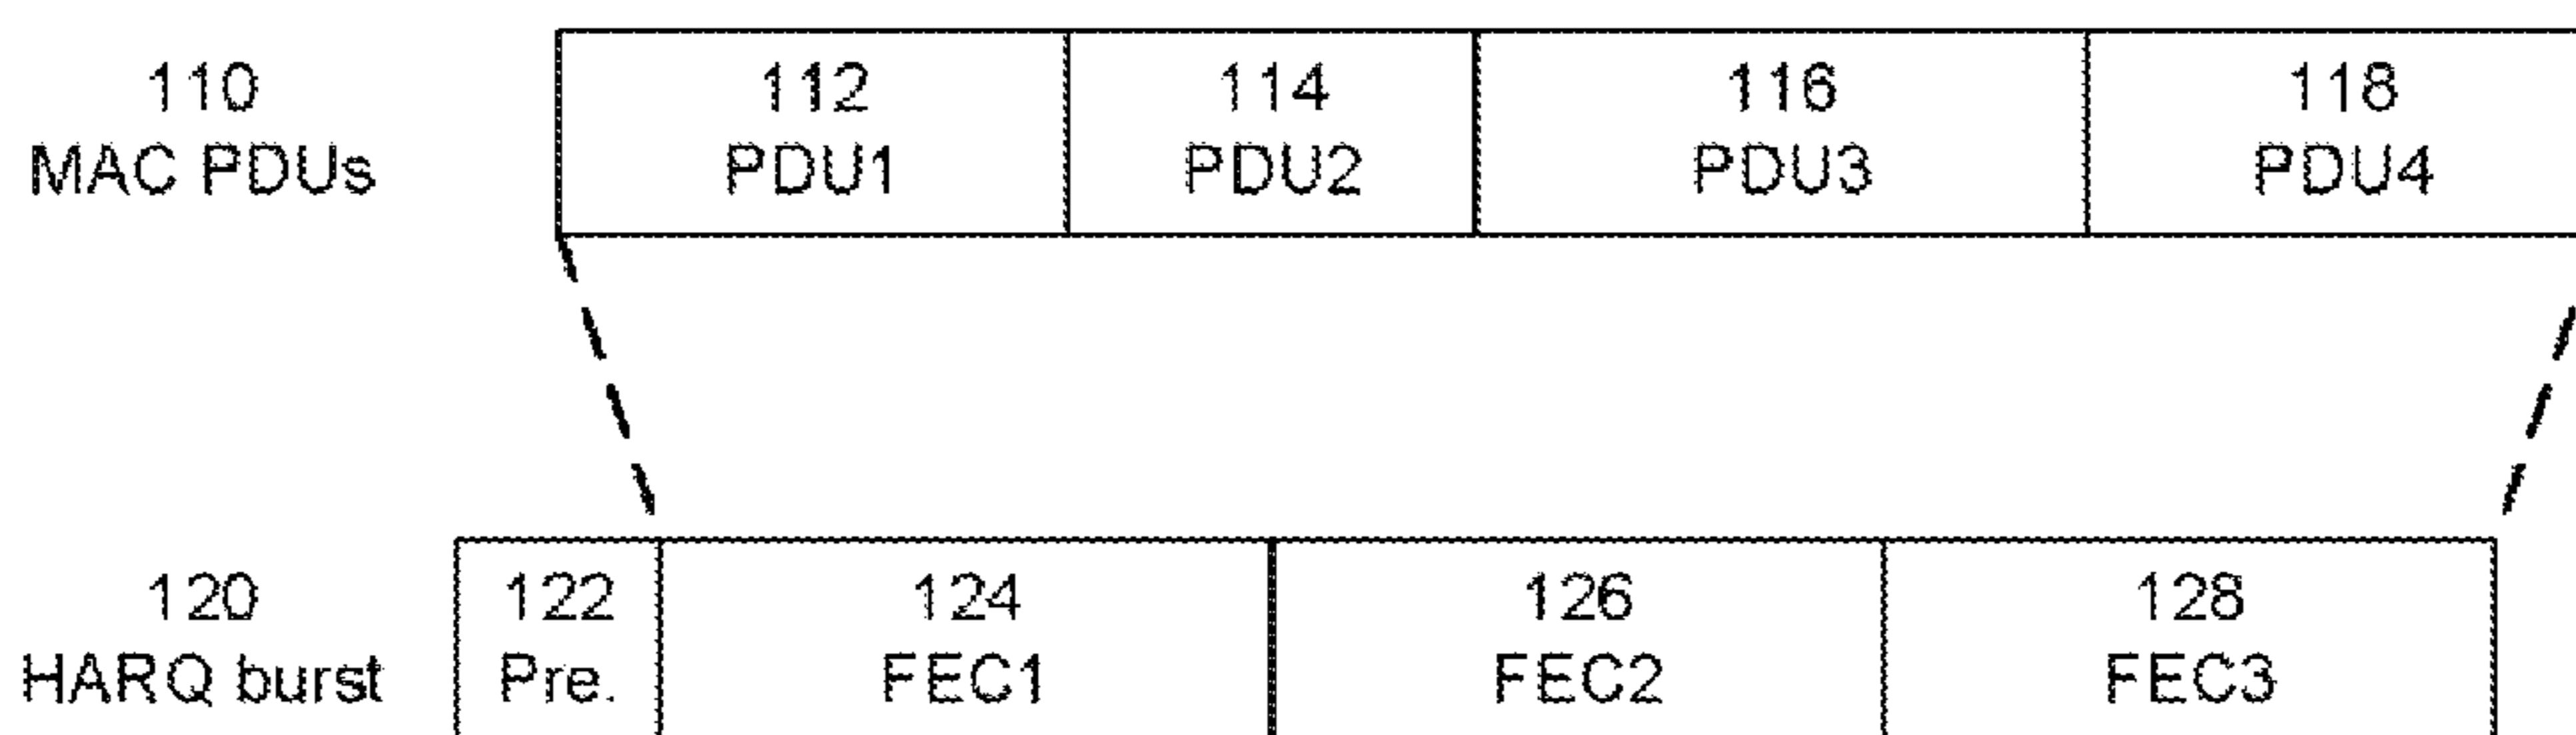 110
MAC PDUs
112
PDU1
114
PDU2
116
PDU3
118
PDU4
120
HARQ burst
122
Pre.
124
FEC1
126
FEC2
128
FEC3